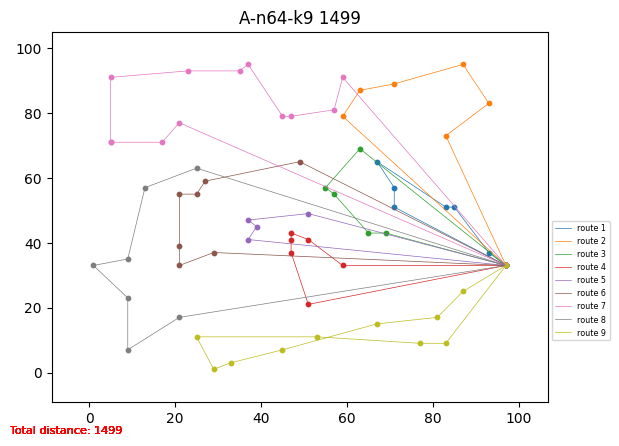 A-n64-k9 1499
100
80
60
40
20
0
0 20 40 60 80 100
route 1
route 2
route 3
route 4
route 5
route 6
route 7
route 8
route 9
Total distance: 1499